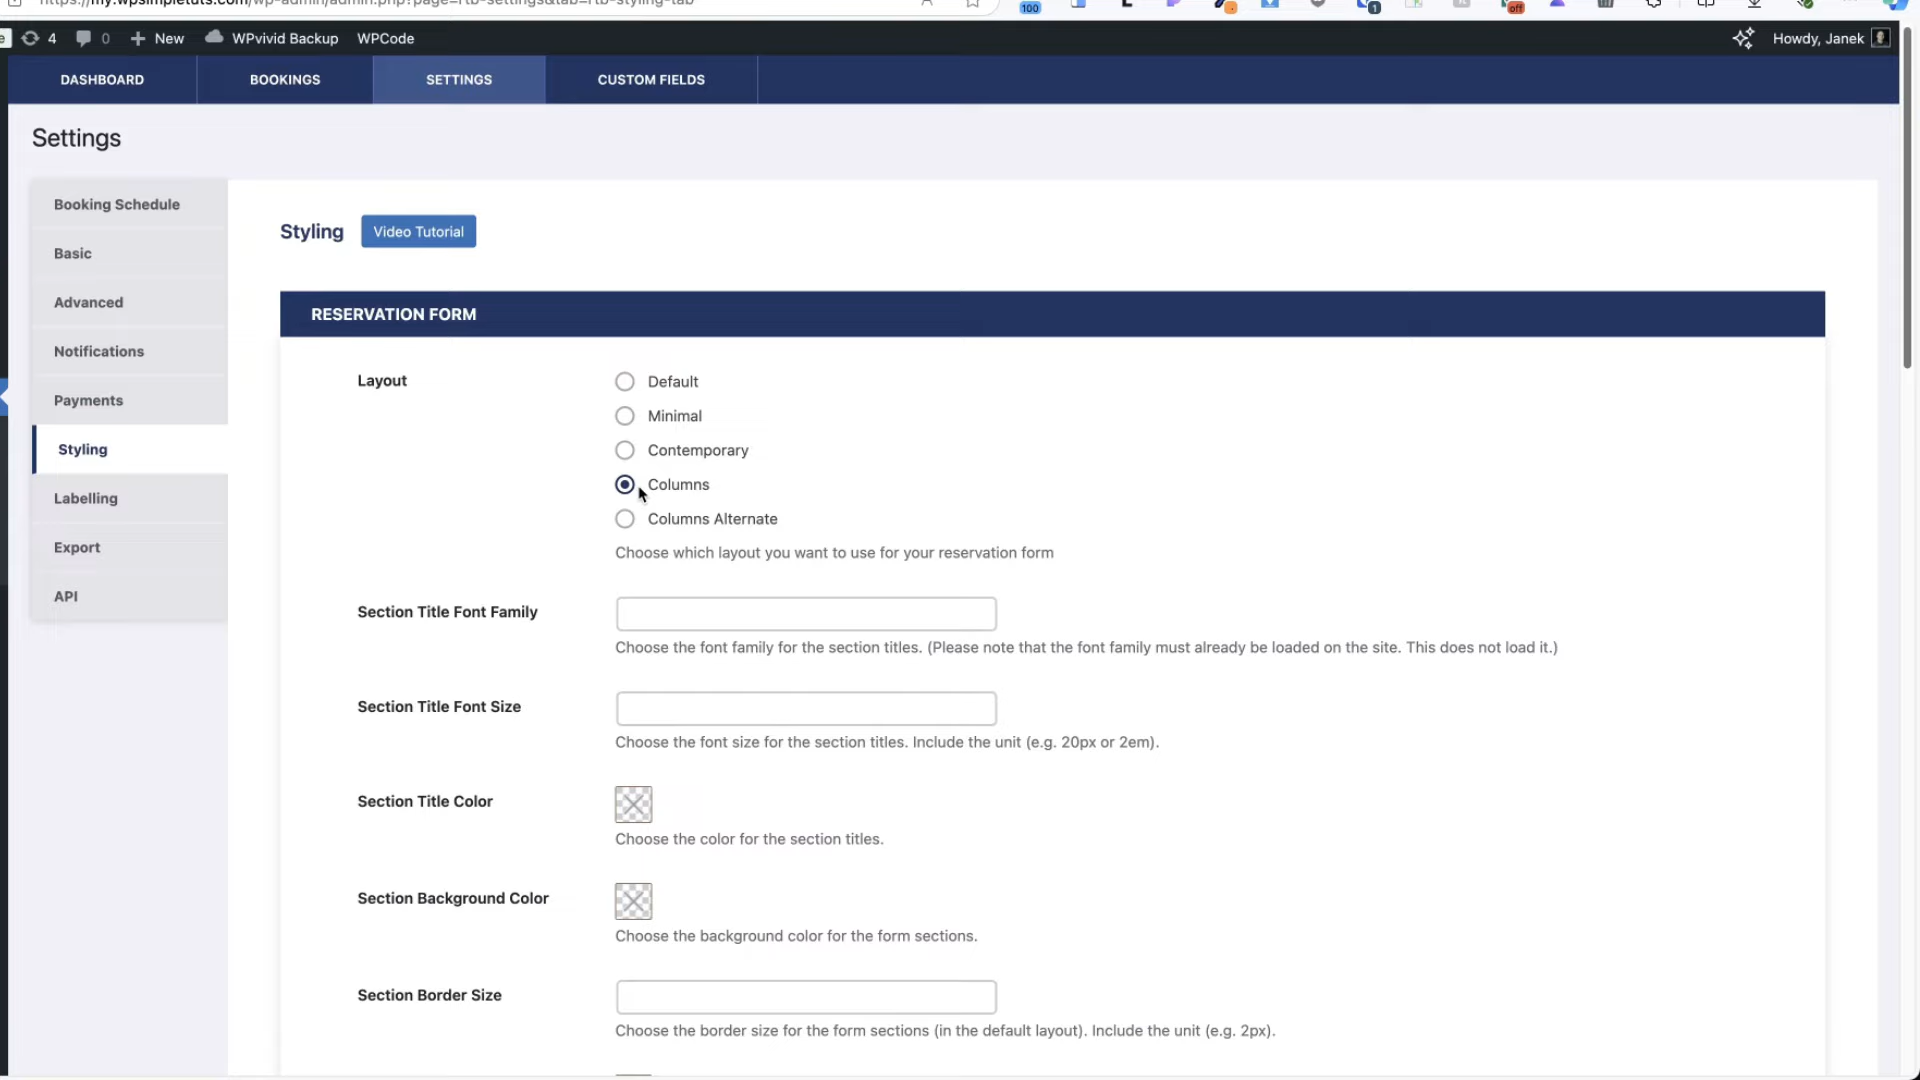 https://my.wpsimpletuts.com/wp-admin/admin.php?page=rtb-settings&tab=rtb-styling-tab
100
1
off
4
0
New
WPvivid Backup
WPCode
Howdy, Janek
DASHBOARD
BOOKINGS
SETTINGS
CUSTOM FIELDS
Settings
Booking Schedule
Basic
Advanced
Notifications
Payments
Styling
Labelling
Export
API
Styling
Video Tutorial
RESERVATION FORM
Layout
Default
Minimal
Contemporary
Columns
Columns Alternate
Choose which layout you want to use for your reservation form
Section Title Font Family
Choose the font family for the section titles. (Please note that the font family must already be loaded on the site. This does not load it.)
Section Title Font Size
Choose the font size for the section titles. Include the unit (e.g. 20px or 2em).
Section Title Color
Choose the color for the section titles.
Section Background Color
Choose the background color for the form sections.
Section Border Size
Choose the border size for the form sections (in the default layout). Include the unit (e.g. 2px).